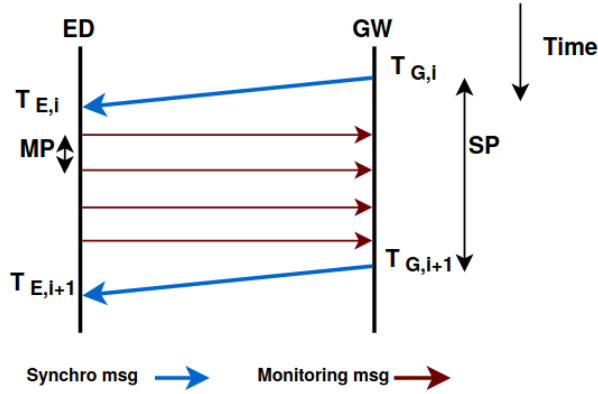 ED
GW
Time
T G,i
T E,i
MP
SP
T G,i+1
T E,i+1
Synchro msg
Monitoring msg